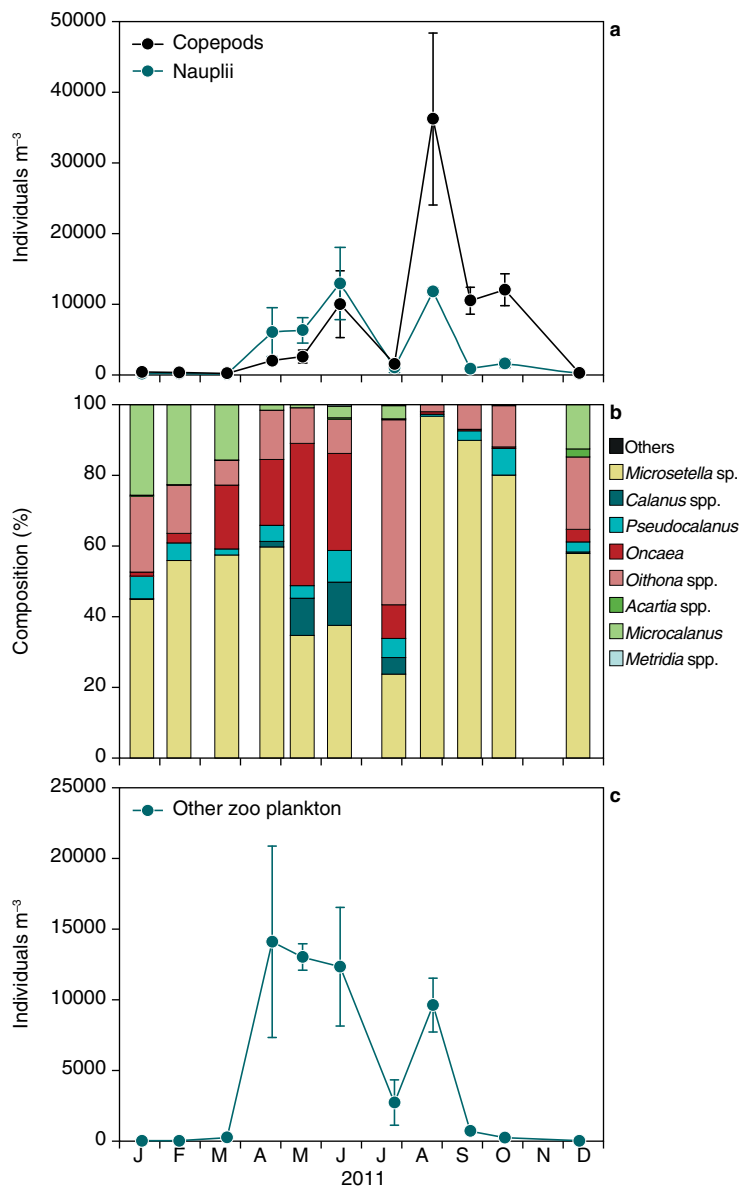 a
50000
40000
30000
20000
10000
0
Individuals m⁻³
Copepods
Nauplii
b
100
80
60
40
20
0
Composition (%)
Others
Microsetella sp.
Calanus spp.
Pseudocalanus
Oncaea
Oithona spp.
Acartia spp.
Microcalanus
Metridia spp.
c
25000
20000
15000
10000
5000
0
Individuals m⁻³
Other zoo plankton
J F M A M J J A S O N D
2011